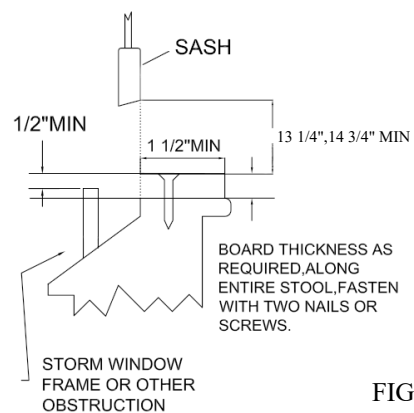 SASH
1/2"MIN
1 1/2"MIN
13 1/4",14 3/4" MIN
BOARD THICKNESS AS
REQUIRED,ALONG
ENTIRE STOOL,FASTEN
WITH TWO NAILS OR
SCREWS.
STORM WINDOW
FRAME OR OTHER
OBSTRUCTION
FIG